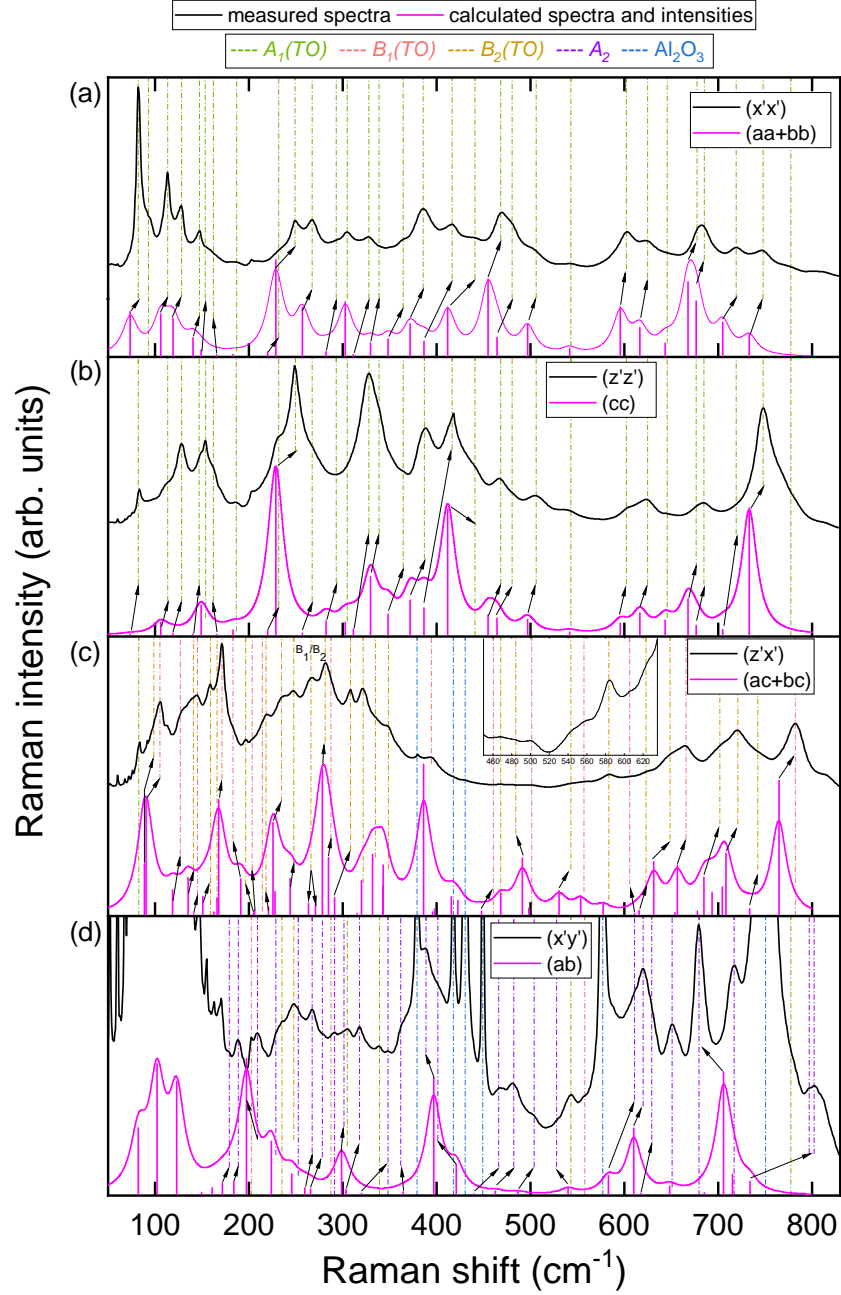 measured spectra calculated spectra and intensities
A₁(TO) B₁(TO) B₂(TO) A₂ Al₂O₃
(a)
(x'x')
(aa+bb)
(b)
(z'z')
(cc)
(c)
B₁/B₂
(z'x')
(ac+bc)
460 480 500 520 540 560 580 600 620
(d)
(x'y')
(ab)
Raman intensity (arb. units)
100 200 300 400 500 600 700 800
Raman shift (cm⁻¹)